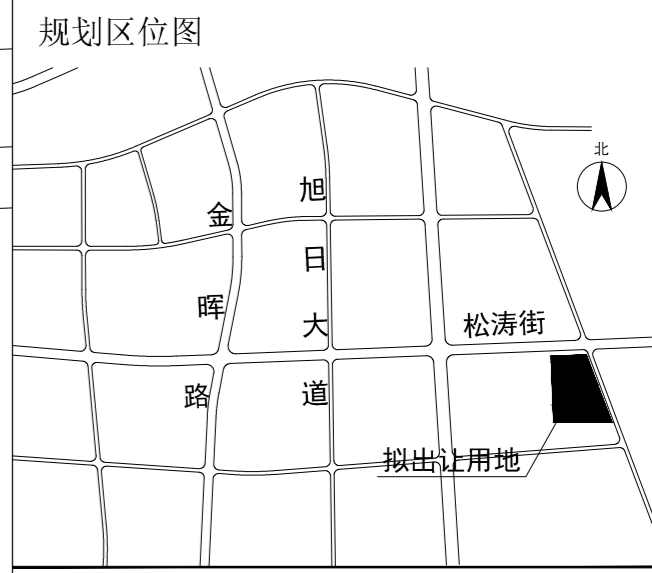 规划区位图
北
金晖路
旭日大道
松涛街
拟出让用地